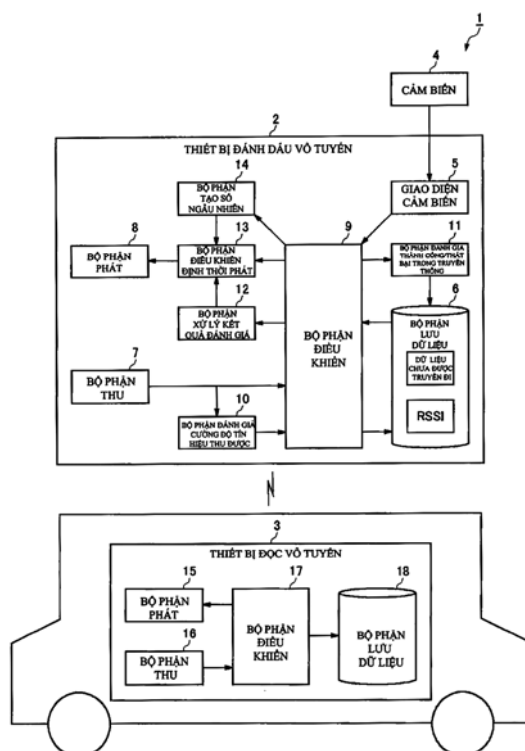 1
4
CẢM BIẾN
2
THIẾT BỊ ĐÁNH DẤU VÔ TUYẾN
5
GIAO DIỆN
CẢM BIẾN
14
BỘ PHẬN
TẠO SỐ
NGẪU NHIÊN
8
BỘ PHẬN
PHÁT
13
BỘ PHẬN
ĐIỀU KHIỂN
ĐỊNH THỜI PHÁT
9
BỘ PHẬN
ĐIỀU
KHIỂN
11
BỘ PHẬN ĐÁNH GIÁ
THÀNH CÔNG/THẤT
BẠI TRONG TRUYỀN
THÔNG
12
BỘ PHẬN
XỬ LÝ KẾT
QUẢ ĐÁNH GIÁ
6
BỘ PHẬN
LƯU
DỮ LIỆU
DỮ LIỆU
CHƯA ĐƯỢC
TRUYỀN ĐI
RSSI
7
BỘ PHẬN
THU
10
BỘ PHẬN ĐÁNH GIÁ
CƯỜNG ĐỘ TÍN
HIỆU THU ĐƯỢC
3
THIẾT BỊ ĐỌC VÔ TUYẾN
15
BỘ PHẬN
PHÁT
16
BỘ PHẬN
THU
17
BỘ PHẬN
ĐIỀU
KHIỂN
18
BỘ PHẬN
LƯU
DỮ LIỆU